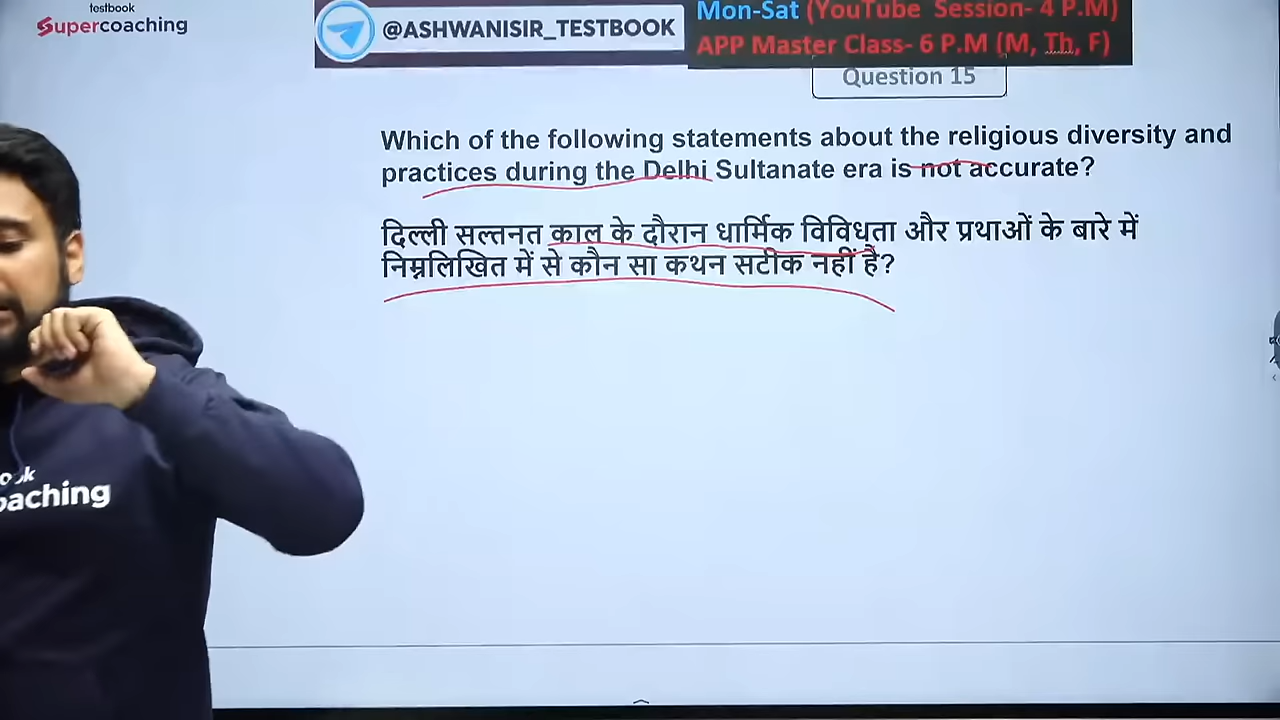 testbook
Supercoaching
@ASHWANISIR_TESTBOOK
Mon-Sat (YouTube Session- 4 P.M)
APP Master Class- 6 P.M (M, Th, F)
Question 15
Which of the following statements about the religious diversity and
practices during the Delhi Sultanate era is not accurate?
दिल्ली सल्तनत काल के दौरान धार्मिक विविधता और प्रथाओं के बारे में
निम्नलिखित में से कौन सा कथन सटीक नहीं है?
oaching